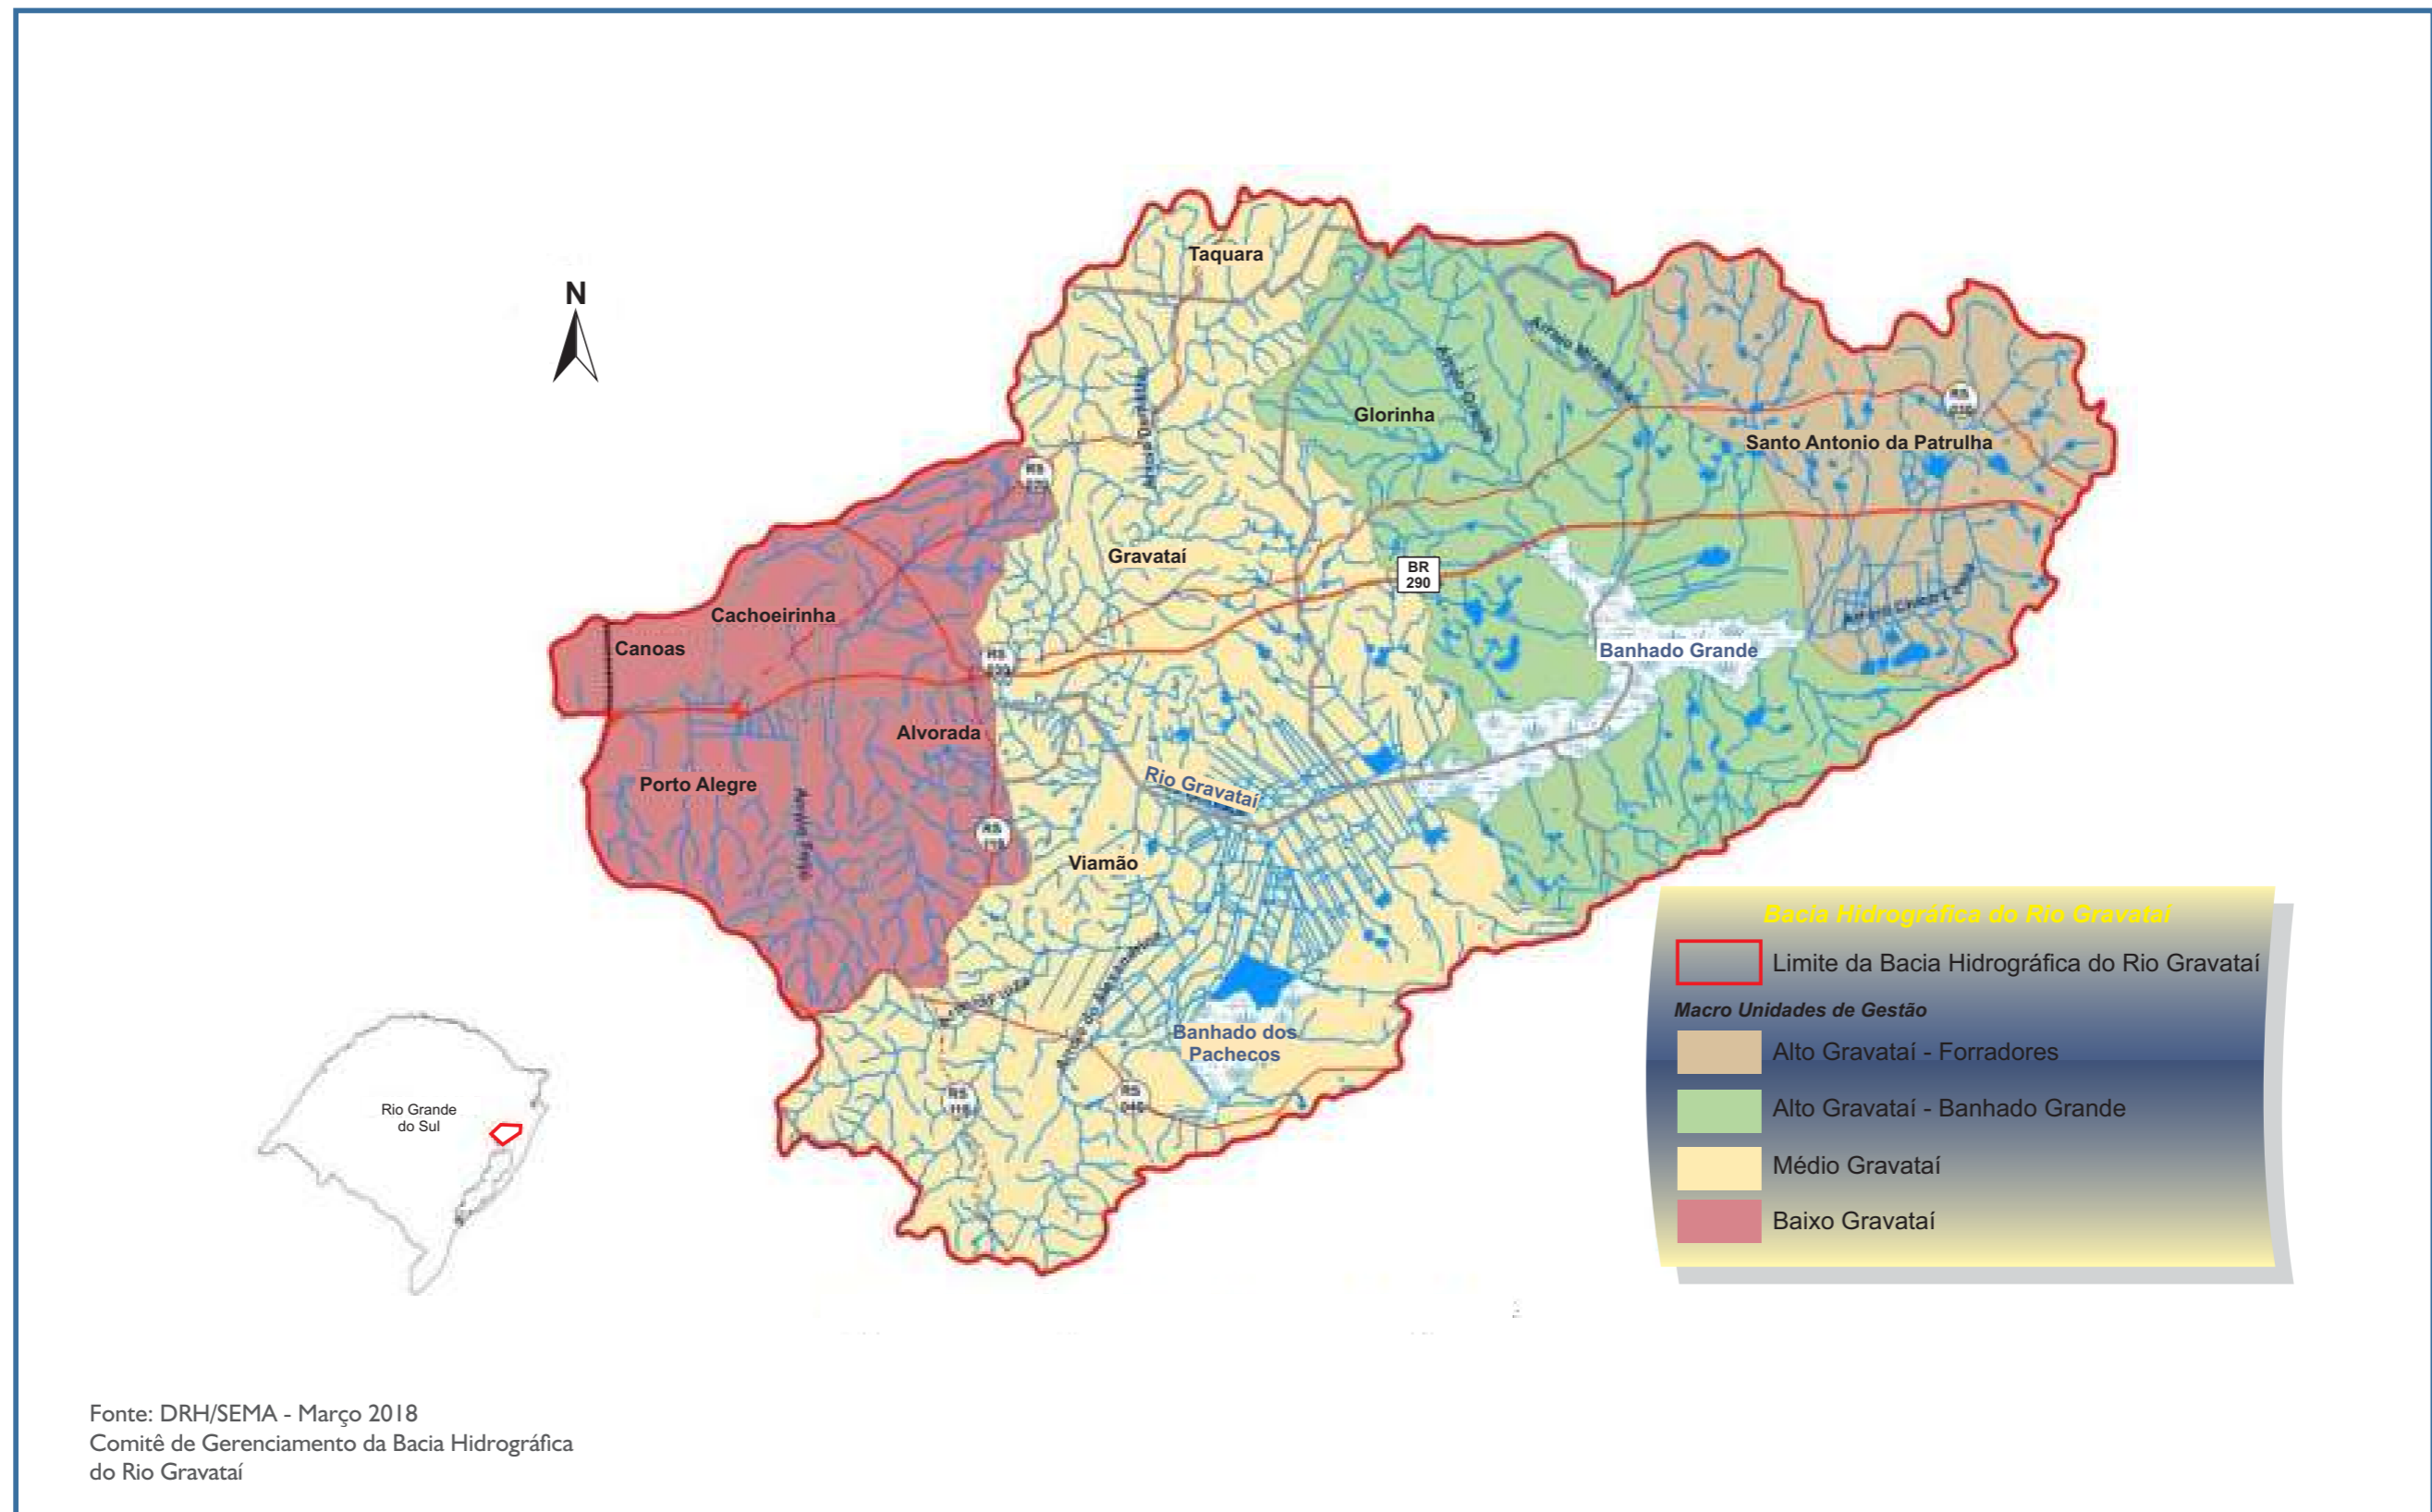 N
Taquara
Glorinha
Santo Antonio da Patrulha
Gravataí
BR
290
Cachoeirinha
Canoas
Banhado Grande
Alvorada
Rio Gravataí
Porto Alegre
Viamão
Banhado dos
Pachecos
Rio Grande
do Sul
Bacia Hidrográfica do Rio Gravataí
Limite da Bacia Hidrográfica do Rio Gravataí
Macro Unidades de Gestão
Alto Gravataí - Forradores
Alto Gravataí - Banhado Grande
Médio Gravataí
Baixo Gravataí
Fonte: DRH/SEMA - Março 2018
Comitê de Gerenciamento da Bacia Hidrográfica
do Rio Gravataí